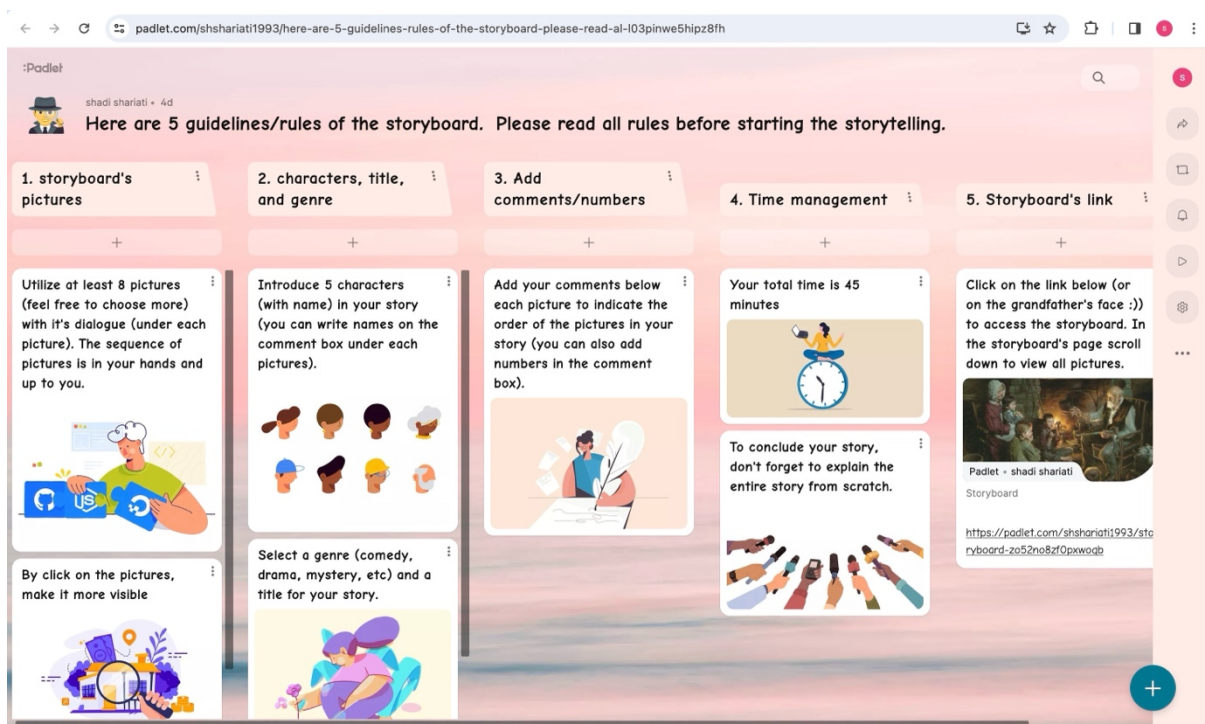 padlet.com/shshariati1993/here-are-5-guidelines-rules-of-the-storyboard-please-read-al-l03pinwe5hipz8fh
S
:Padlet
S
shadi shariati • 4d
Here are 5 guidelines/rules of the storyboard. Please read all rules before starting the storytelling.
1. storyboard's
pictures
Utilize at least 8 pictures
(feel free to choose more)
with it's dialogue (under each
picture). The sequence of
pictures is in your hands and
up to you.
US
By click on the pictures,
make it more visible
2. characters, title,
and genre
Introduce 5 characters
(with name) in your story
(you can write names on the
comment box under each
pictures).
Select a genre (comedy,
drama, mystery, etc) and a
title for your story.
3. Add
comments/numbers
Add your comments below
each picture to indicate the
order of the pictures in your
story (you can also add
numbers in the comment
box).
4. Time management
Your total time is 45
minutes
To conclude your story,
don't forget to explain the
entire story from scratch.
5. Storyboard's link
Click on the link below (or
on the grandfather's face :))
to access the storyboard. In
the storyboard's page scroll
down to view all pictures.
Padlet • shadi shariati
Storyboard
https://padlet.com/shshariati1993/sto
ryboard-zo52no8zf0pxwoqb